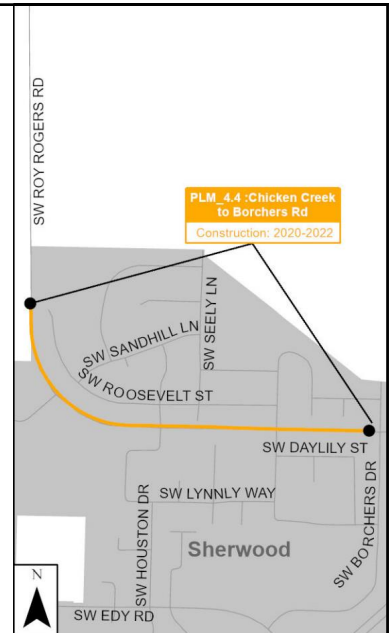 SW ROY ROGERS RD
PLM_4.4 :Chicken Creek
to Borchers Rd
Construction: 2020-2022
SW SEELY LN
SW SANDHILL LN
SW ROOSEVELT ST
SW DAYLILY ST
SW LYNNLY WAY
SW HOUSTON DR
SW BORCHERS DR
Sherwood
N
SW EDY RD